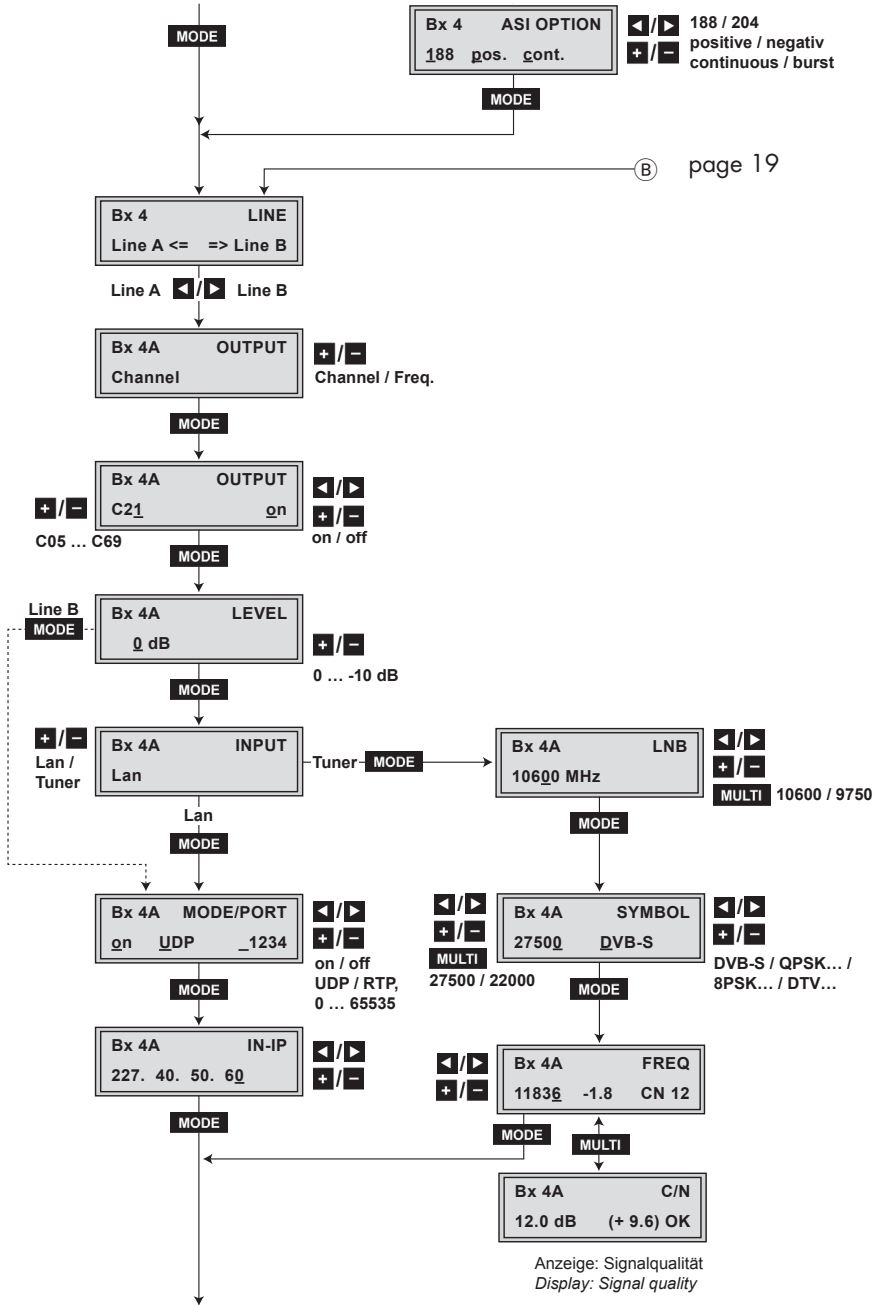 MODE
Bx 4 ASI OPTION
188 pos. cont.
◄/► 188 / 204
+/− positive / negativ
continuous / burst
MODE
B page 19
Bx 4 LINE
Line A <= => Line B
Line A ◄/► Line B
Bx 4A OUTPUT
Channel
+/−
Channel / Freq.
MODE
Bx 4A OUTPUT
C21 on
+/−
C05 … C69
◄/►
+/−
on / off
MODE
Line B
MODE
Bx 4A LEVEL
0 dB
+/−
0 … -10 dB
MODE
+/−
Lan /
Tuner
Bx 4A INPUT
Lan
Tuner MODE
Bx 4A LNB
10600 MHz
◄/►
+/−
MULTI 10600 / 9750
Lan
MODE
MODE
Bx 4A MODE/PORT
on UDP _1234
◄/►
+/−
on / off
UDP / RTP,
0 … 65535
◄/►
+/−
MULTI
27500 / 22000
Bx 4A SYMBOL
27500 DVB-S
◄/►
+/−
DVB-S / QPSK… /
8PSK… / DTV…
MODE
MODE
Bx 4A IN-IP
227. 40. 50. 60
◄/►
+/−
◄/►
+/−
Bx 4A FREQ
11836 -1.8 CN 12
MODE
MODE
MULTI
Bx 4A C/N
12.0 dB (+ 9.6) OK
Anzeige: Signalqualität
Display: Signal quality